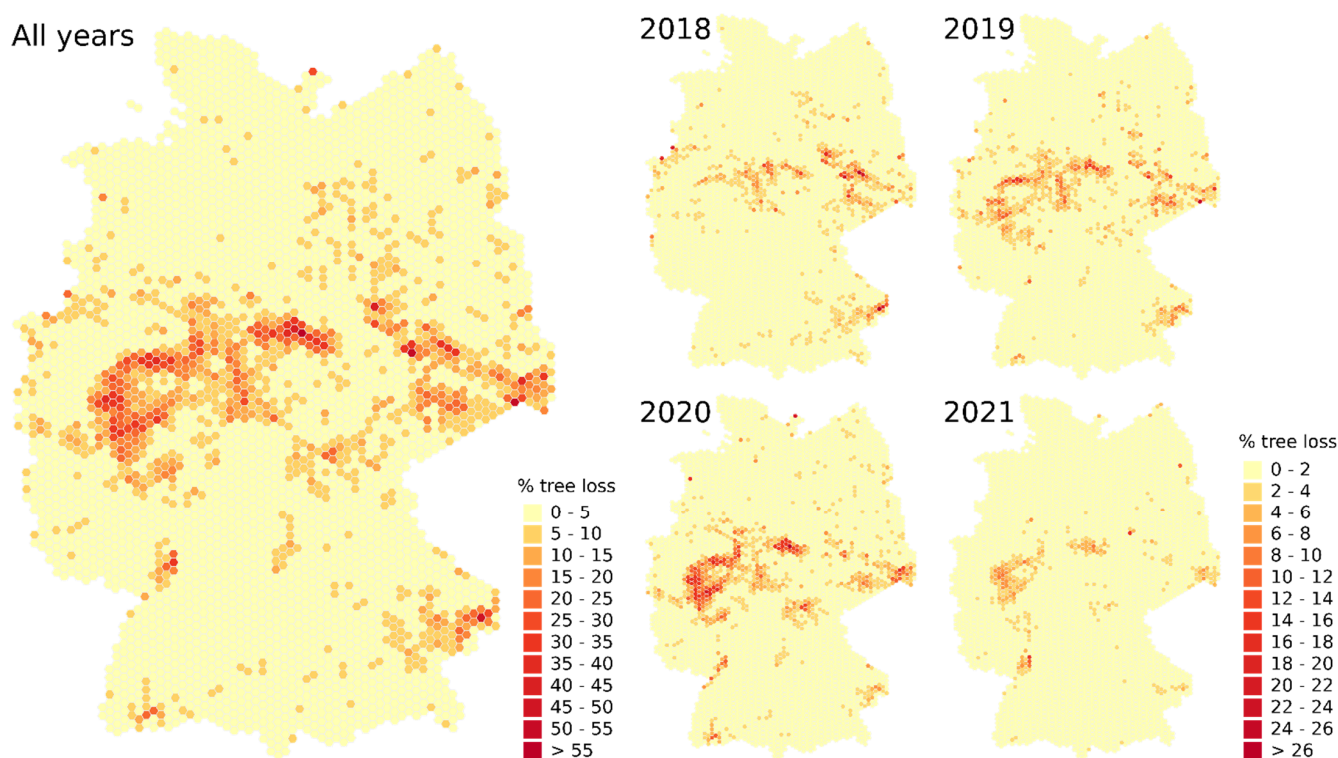 All years
2018
2019
2020
2021
% tree loss
0 - 5
5 - 10
10 - 15
15 - 20
20 - 25
25 - 30
30 - 35
35 - 40
40 - 45
45 - 50
50 - 55
> 55
% tree loss
0 - 2
2 - 4
4 - 6
6 - 8
8 - 10
10 - 12
12 - 14
14 - 16
16 - 18
18 - 20
20 - 22
22 - 24
24 - 26
> 26